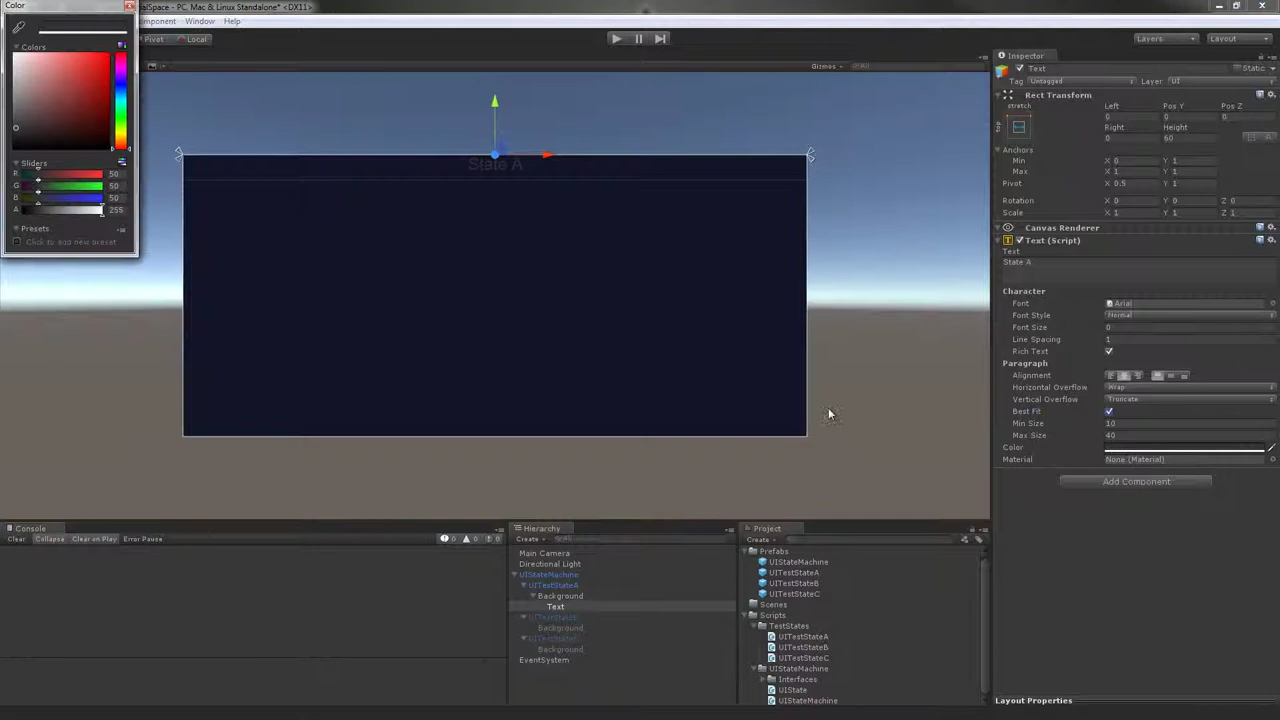 Color
ialSpace - PC, Mac & Linux Standalone* <DX11>
omponent Window Help
Pivot Local
Layers Layout
Colors
Sliders
R 50
G 50
B 50
A 255
Presets
Click to add new preset
Gizmos
All
State A
Inspector
Text
Static
Tag Untagged Layer UI
Rect Transform
stretch Left Pos Y Pos Z
top 0 0 0
Right Height
0 60
Anchors
Min X 0 Y 1
Max X 1 Y 1
Pivot X 0.5 Y 1
Rotation X 0 Y 0 Z 0
Scale X 1 Y 1 Z 1
Canvas Renderer
Text (Script)
Text
State A
Character
Font Arial
Font Style Normal
Font Size 0
Line Spacing 1
Rich Text
Paragraph
Alignment
Horizontal Overflow Wrap
Vertical Overflow Truncate
Best Fit
Min Size 10
Max Size 40
Color
Material None (Material)
Add Component
Layout Properties
Console
Clear Collapse Clear on Play Error Pause
0 0 0
Hierarchy
Create All
Main Camera
Directional Light
UIStateMachine
UITestStateA
Background
Text
Background
Background
EventSystem
Project
Create
Prefabs
UIStateMachine
UITestStateA
UITestStateB
UITestStateC
Scenes
Scripts
TestStates
UITestStateA
UITestStateB
UITestStateC
UIStateMachine
Interfaces
UIState
UIStateMachine